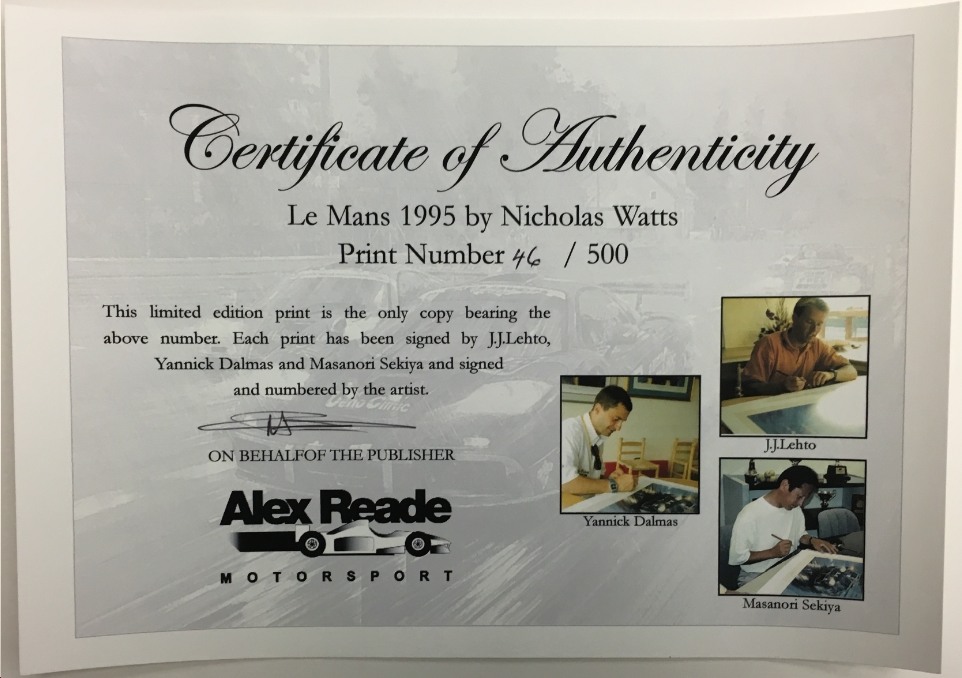 Certificate of Authenticity
Le Mans 1995 by Nicholas Watts
Print Number 46 / 500
This limited edition print is the only copy bearing the
above number. Each print has been signed by J.J.Lehto,
Yannick Dalmas and Masanori Sekiya and signed
and numbered by the artist.
ON BEHALFOF THE PUBLISHER
Alex Reade
MOTORSPORT
J.J.Lehto
Yannick Dalmas
Masanori Sekiya